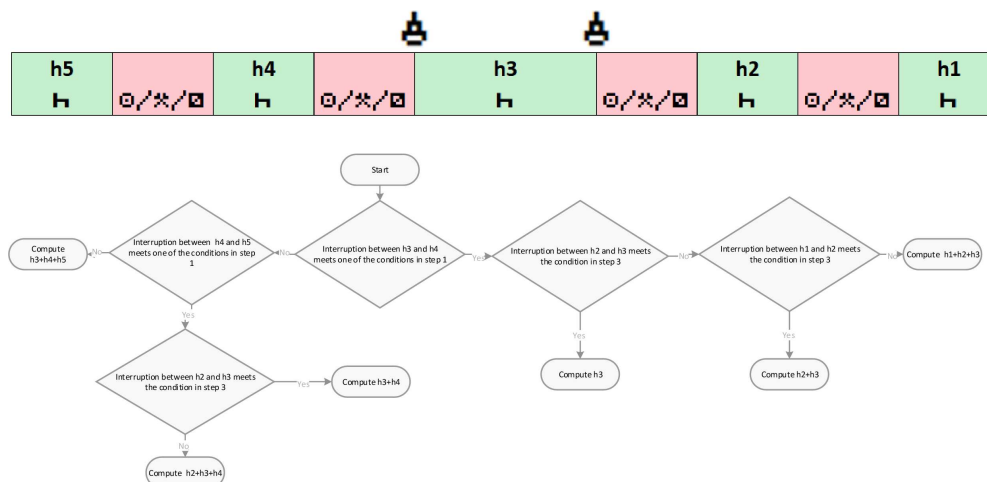 h5 h4 h3 h2 h1
Start
Interruption between h4 and h5
meets one of the conditions in step
1
Interruption between h3 and h4
meets one of the conditions in step 1
Interruption between h2 and h3 meets
the condition in step 3
Interruption between h1 and h2 meets
the condition in step 3
Compute
h3+h4+h5
No
No
Yes
No
No
Compute h1+h2+h3
Yes
Yes
Yes
Interruption between h2 and h3 meets
the condition in step 3
Yes
Compute h3+h4
Compute h3
Compute h2+h3
No
Compute h2+h3+h4